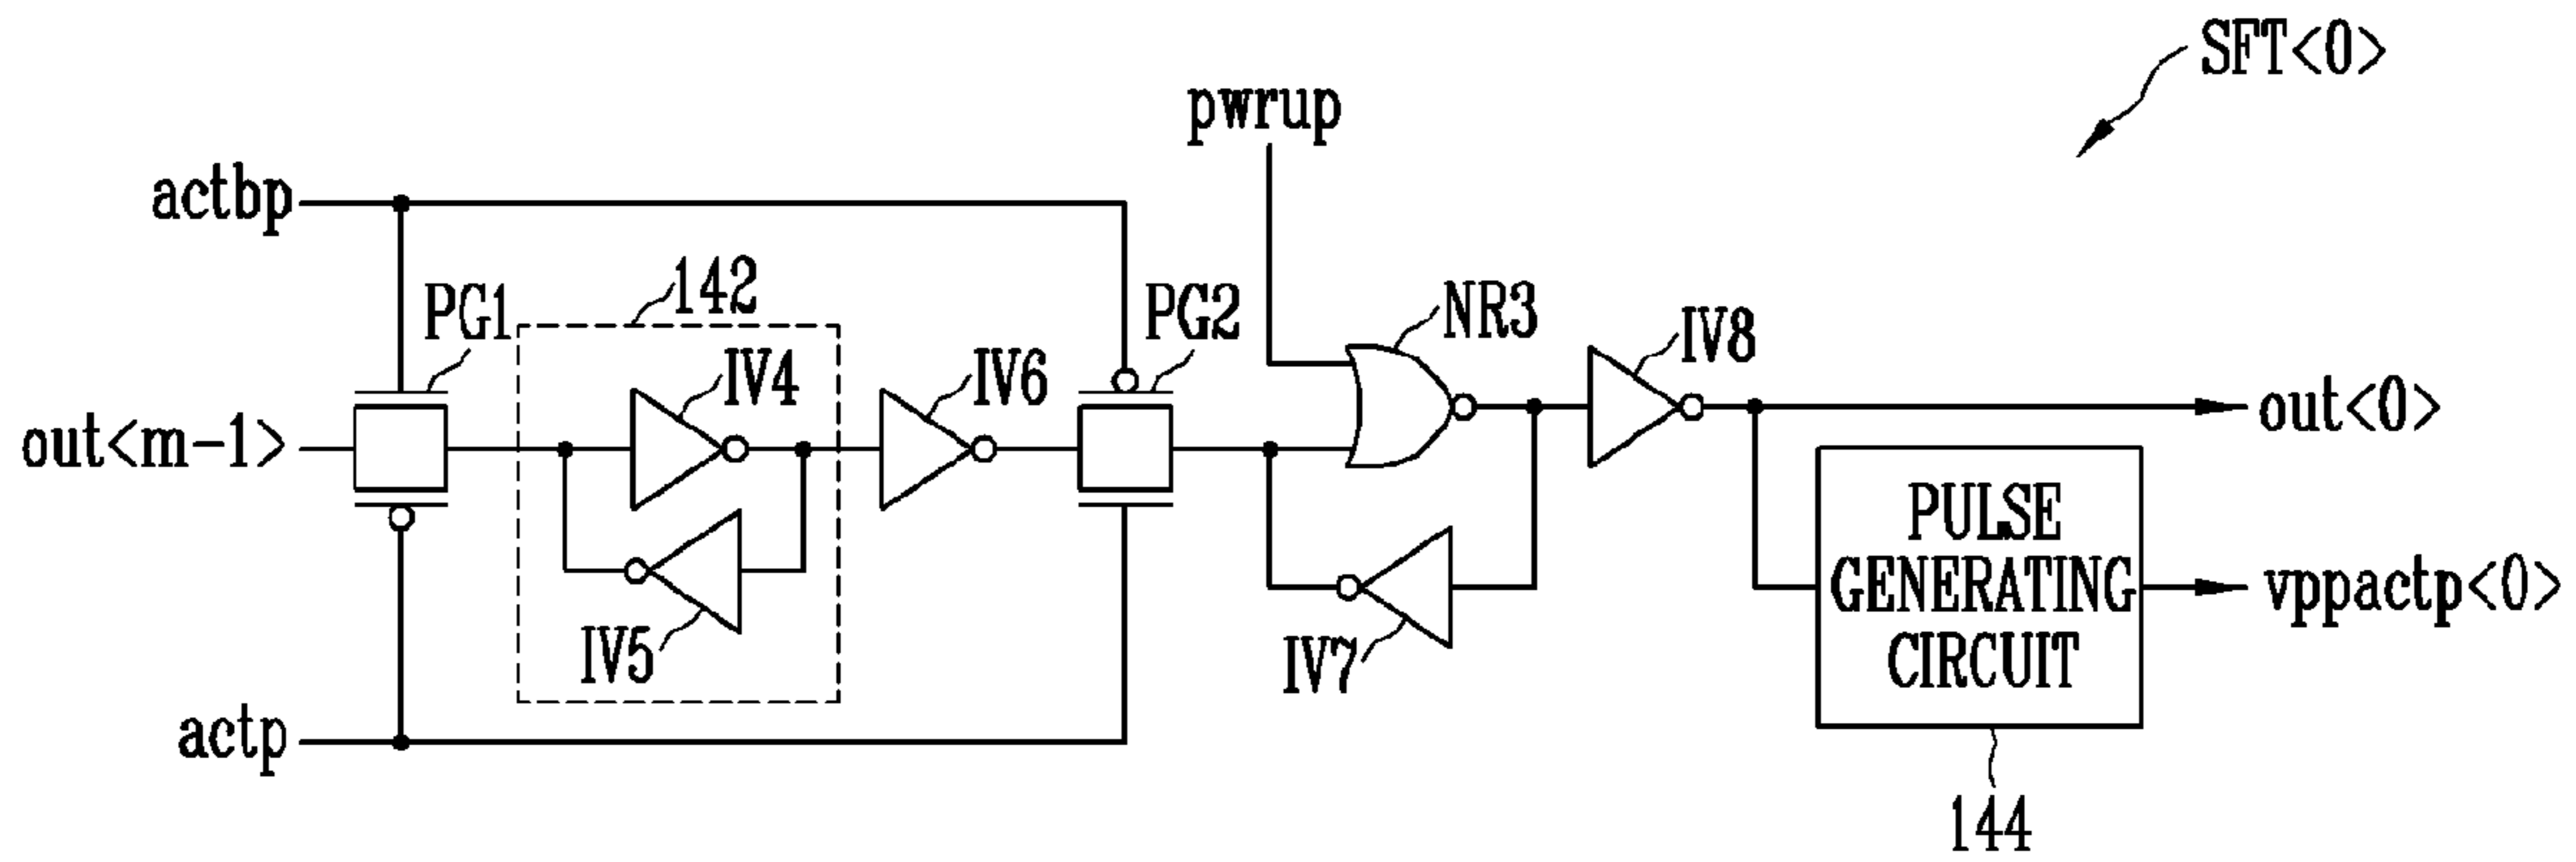 SFT<0>
pwrup
actbp
142
PG1
PG2
NR3
IV8
IV4
IV6
out<m-1>
out<0>
PULSE
GENERATING
CIRCUIT
vppactp<0>
IV5
IV7
actp
144